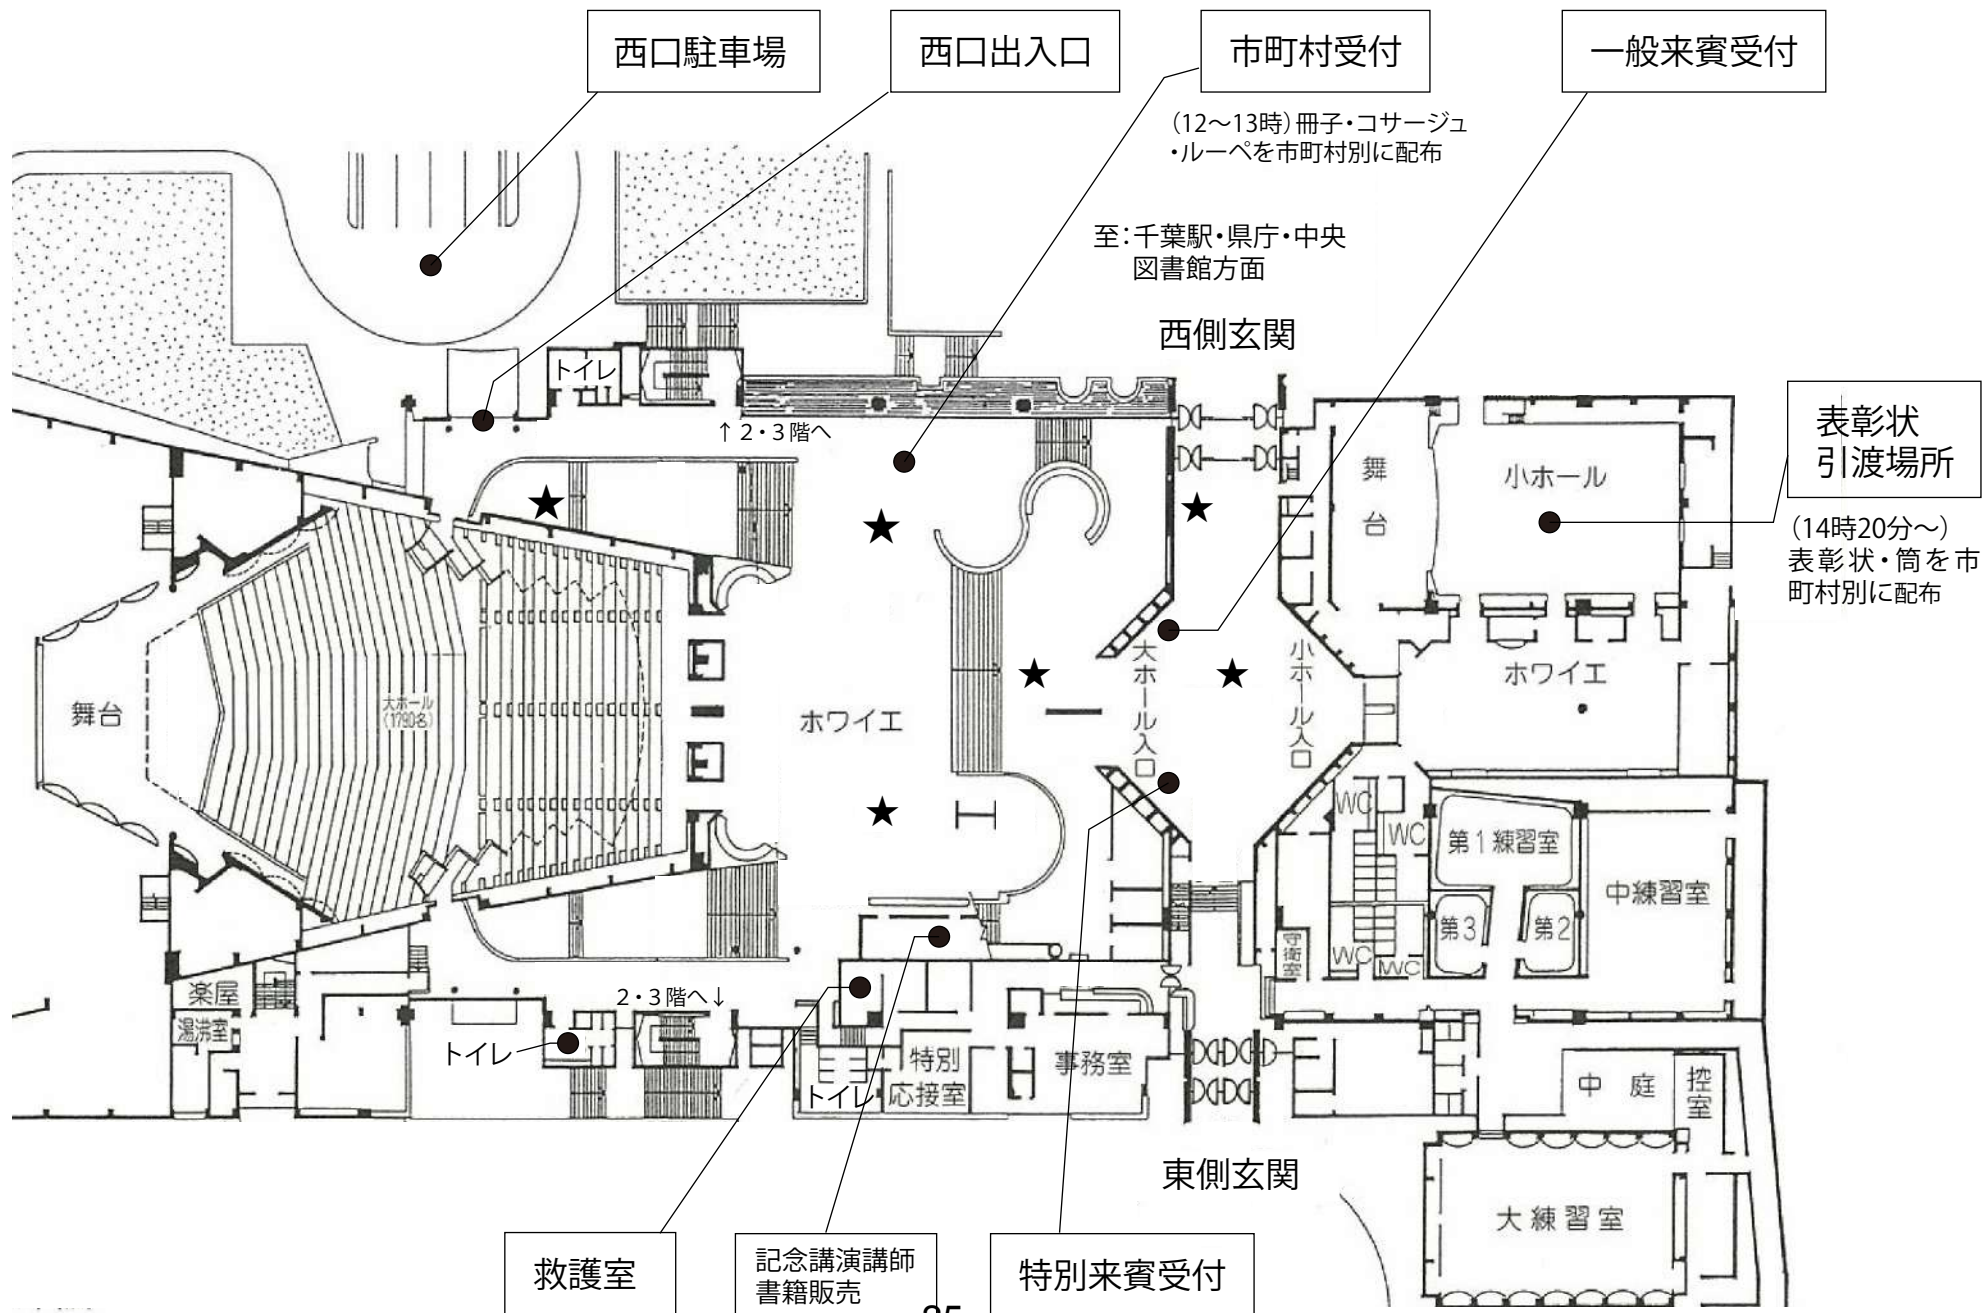 西口駐車場
西口出入口
市町村受付
一般来賓受付
（12～13時）冊子・コサージュ
・ルーペを市町村別に配布
至：千葉駅・県庁・中央
図書館方面
西側玄関
トイレ
↑2・3階へ
表彰状
引渡場所
（14時20分～）
表彰状・筒を市
町村別に配布
舞台
小ホール
舞台
大ホール
（1790名）
ホワイエ
大ホール入口
小ホール入口
ホワイエ
WC
WC
第1練習室
中練習室
第3
第2
WC
WC
守衛室
楽屋
湯沸室
2・3階へ↓
トイレ
トイレ
特別
応接室
事務室
中庭
控室
東側玄関
大練習室
救護室
記念講演講師
書籍販売
特別来賓受付